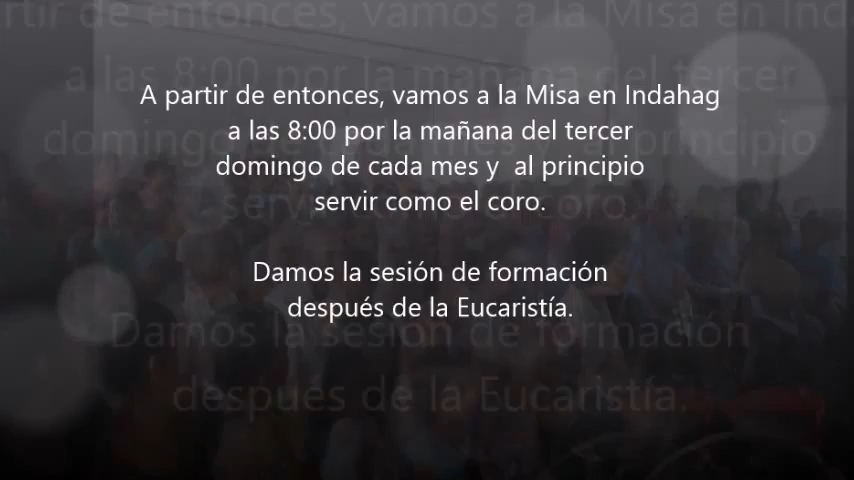 A partir de entonces, vamos a la Misa en Indahag
a las 8:00 por la mañana del tercer
domingo de cada mes y  al principio
servir como el coro.
Damos la sesión de formación
después de la Eucaristía.